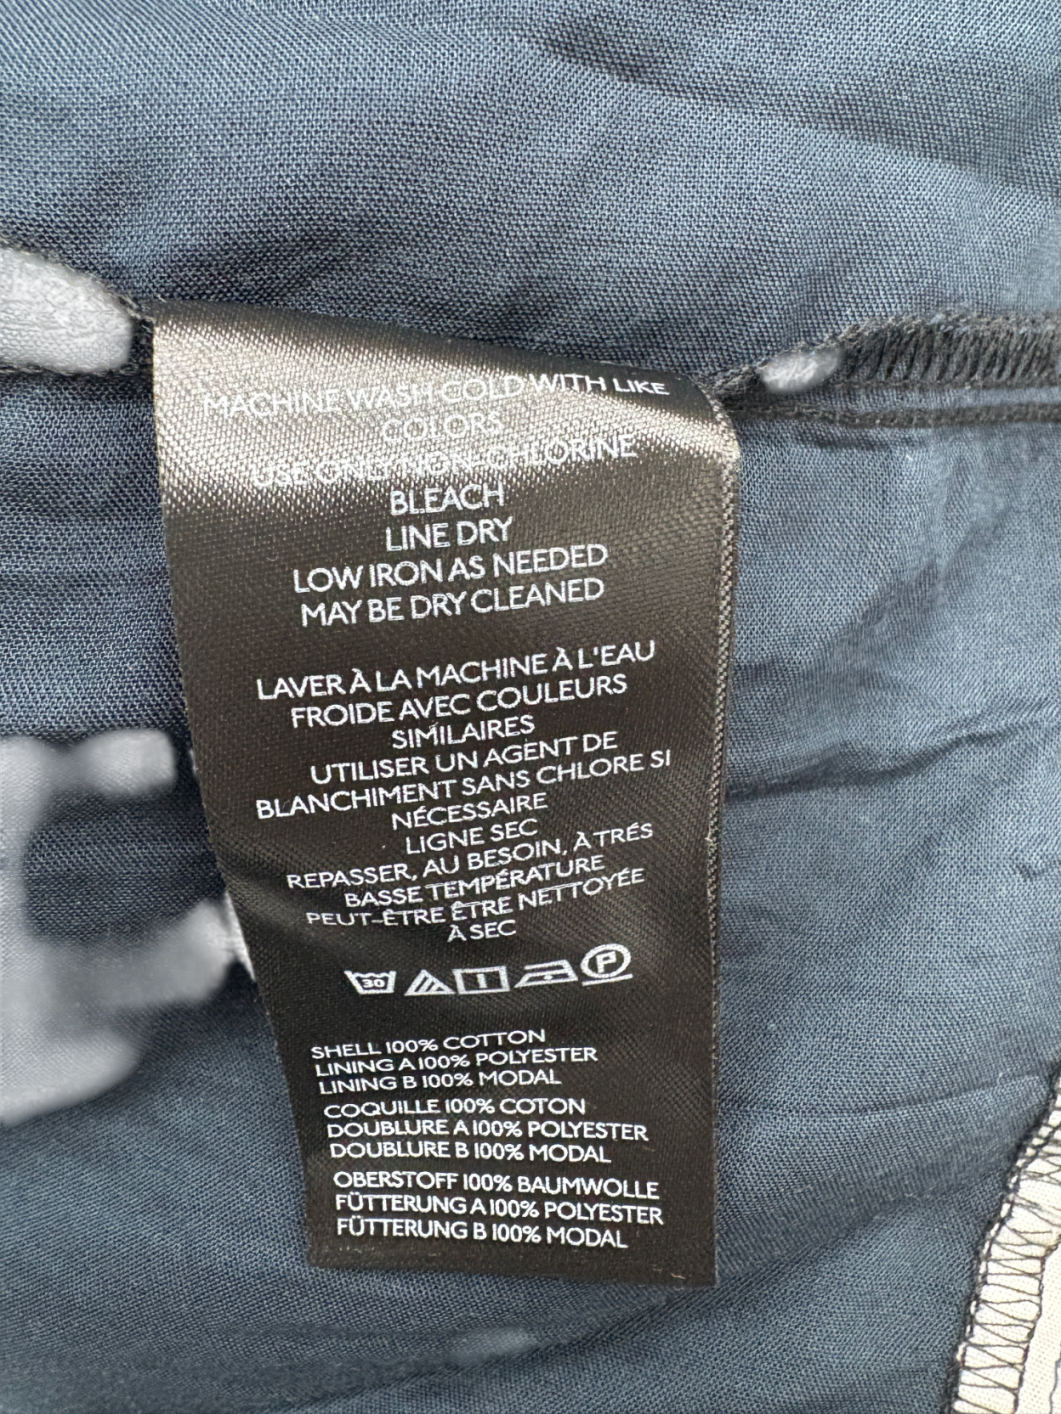 MACHINE WASH COLD WITH LIKE
COLORS
USE ONLY NON-CHLORINE
BLEACH
LINE DRY
LOW IRON AS NEEDED
MAY BE DRY CLEANED
LAVER À LA MACHINE À L'EAU
FROIDE AVEC COULEURS
SIMILAIRES
UTILISER UN AGENT DE
BLANCHIMENT SANS CHLORE SI
NÉCESSAIRE
LIGNE SEC
REPASSER, AU BESOIN, À TRÉS
BASSE TEMPÉRATURE
PEUT-ÊTRE ÊTRE NETTOYÉE
À SEC
30 P
SHELL 100% COTTON
LINING A 100% POLYESTER
LINING B 100% MODAL
COQUILLE 100% COTON
DOUBLURE A 100% POLYESTER
DOUBLURE B 100% MODAL
OBERSTOFF 100% BAUMWOLLE
FÜTTERUNG A 100% POLYESTER
FÜTTERUNG B 100% MODAL